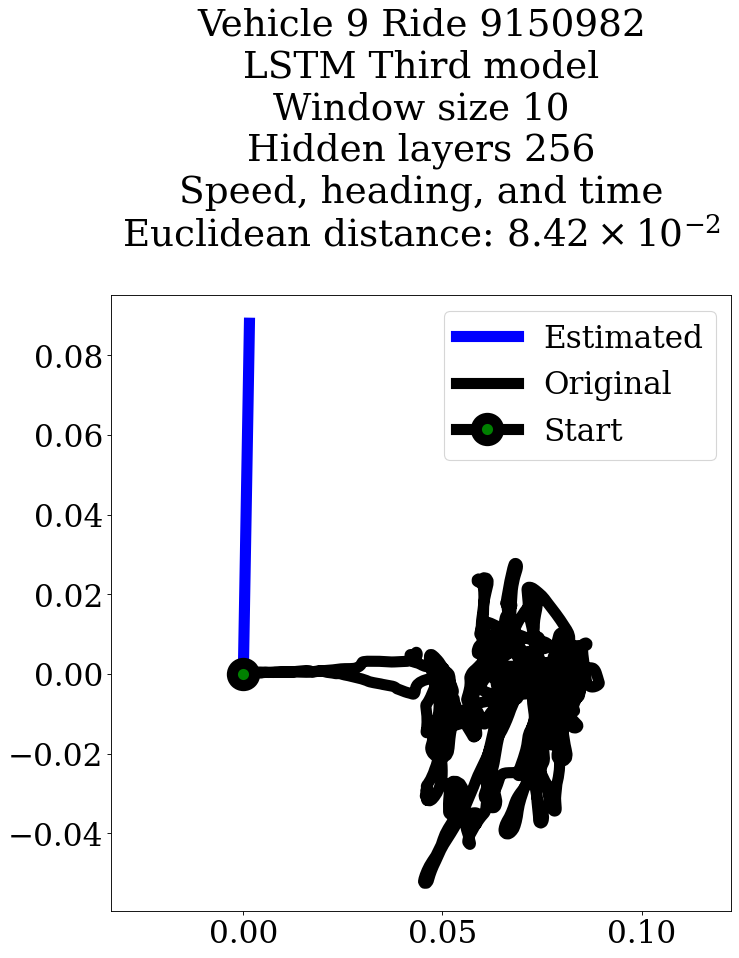 Vehicle 9 Ride 9150982
LSTM Third model
Window size 10
Hidden layers 256
Speed, heading, and time
Euclidean distance: 8.42 × 10⁻²
Estimated
Original
Start
0.08
0.06
0.04
0.02
0.00
−0.02
−0.04
0.00 0.05 0.10